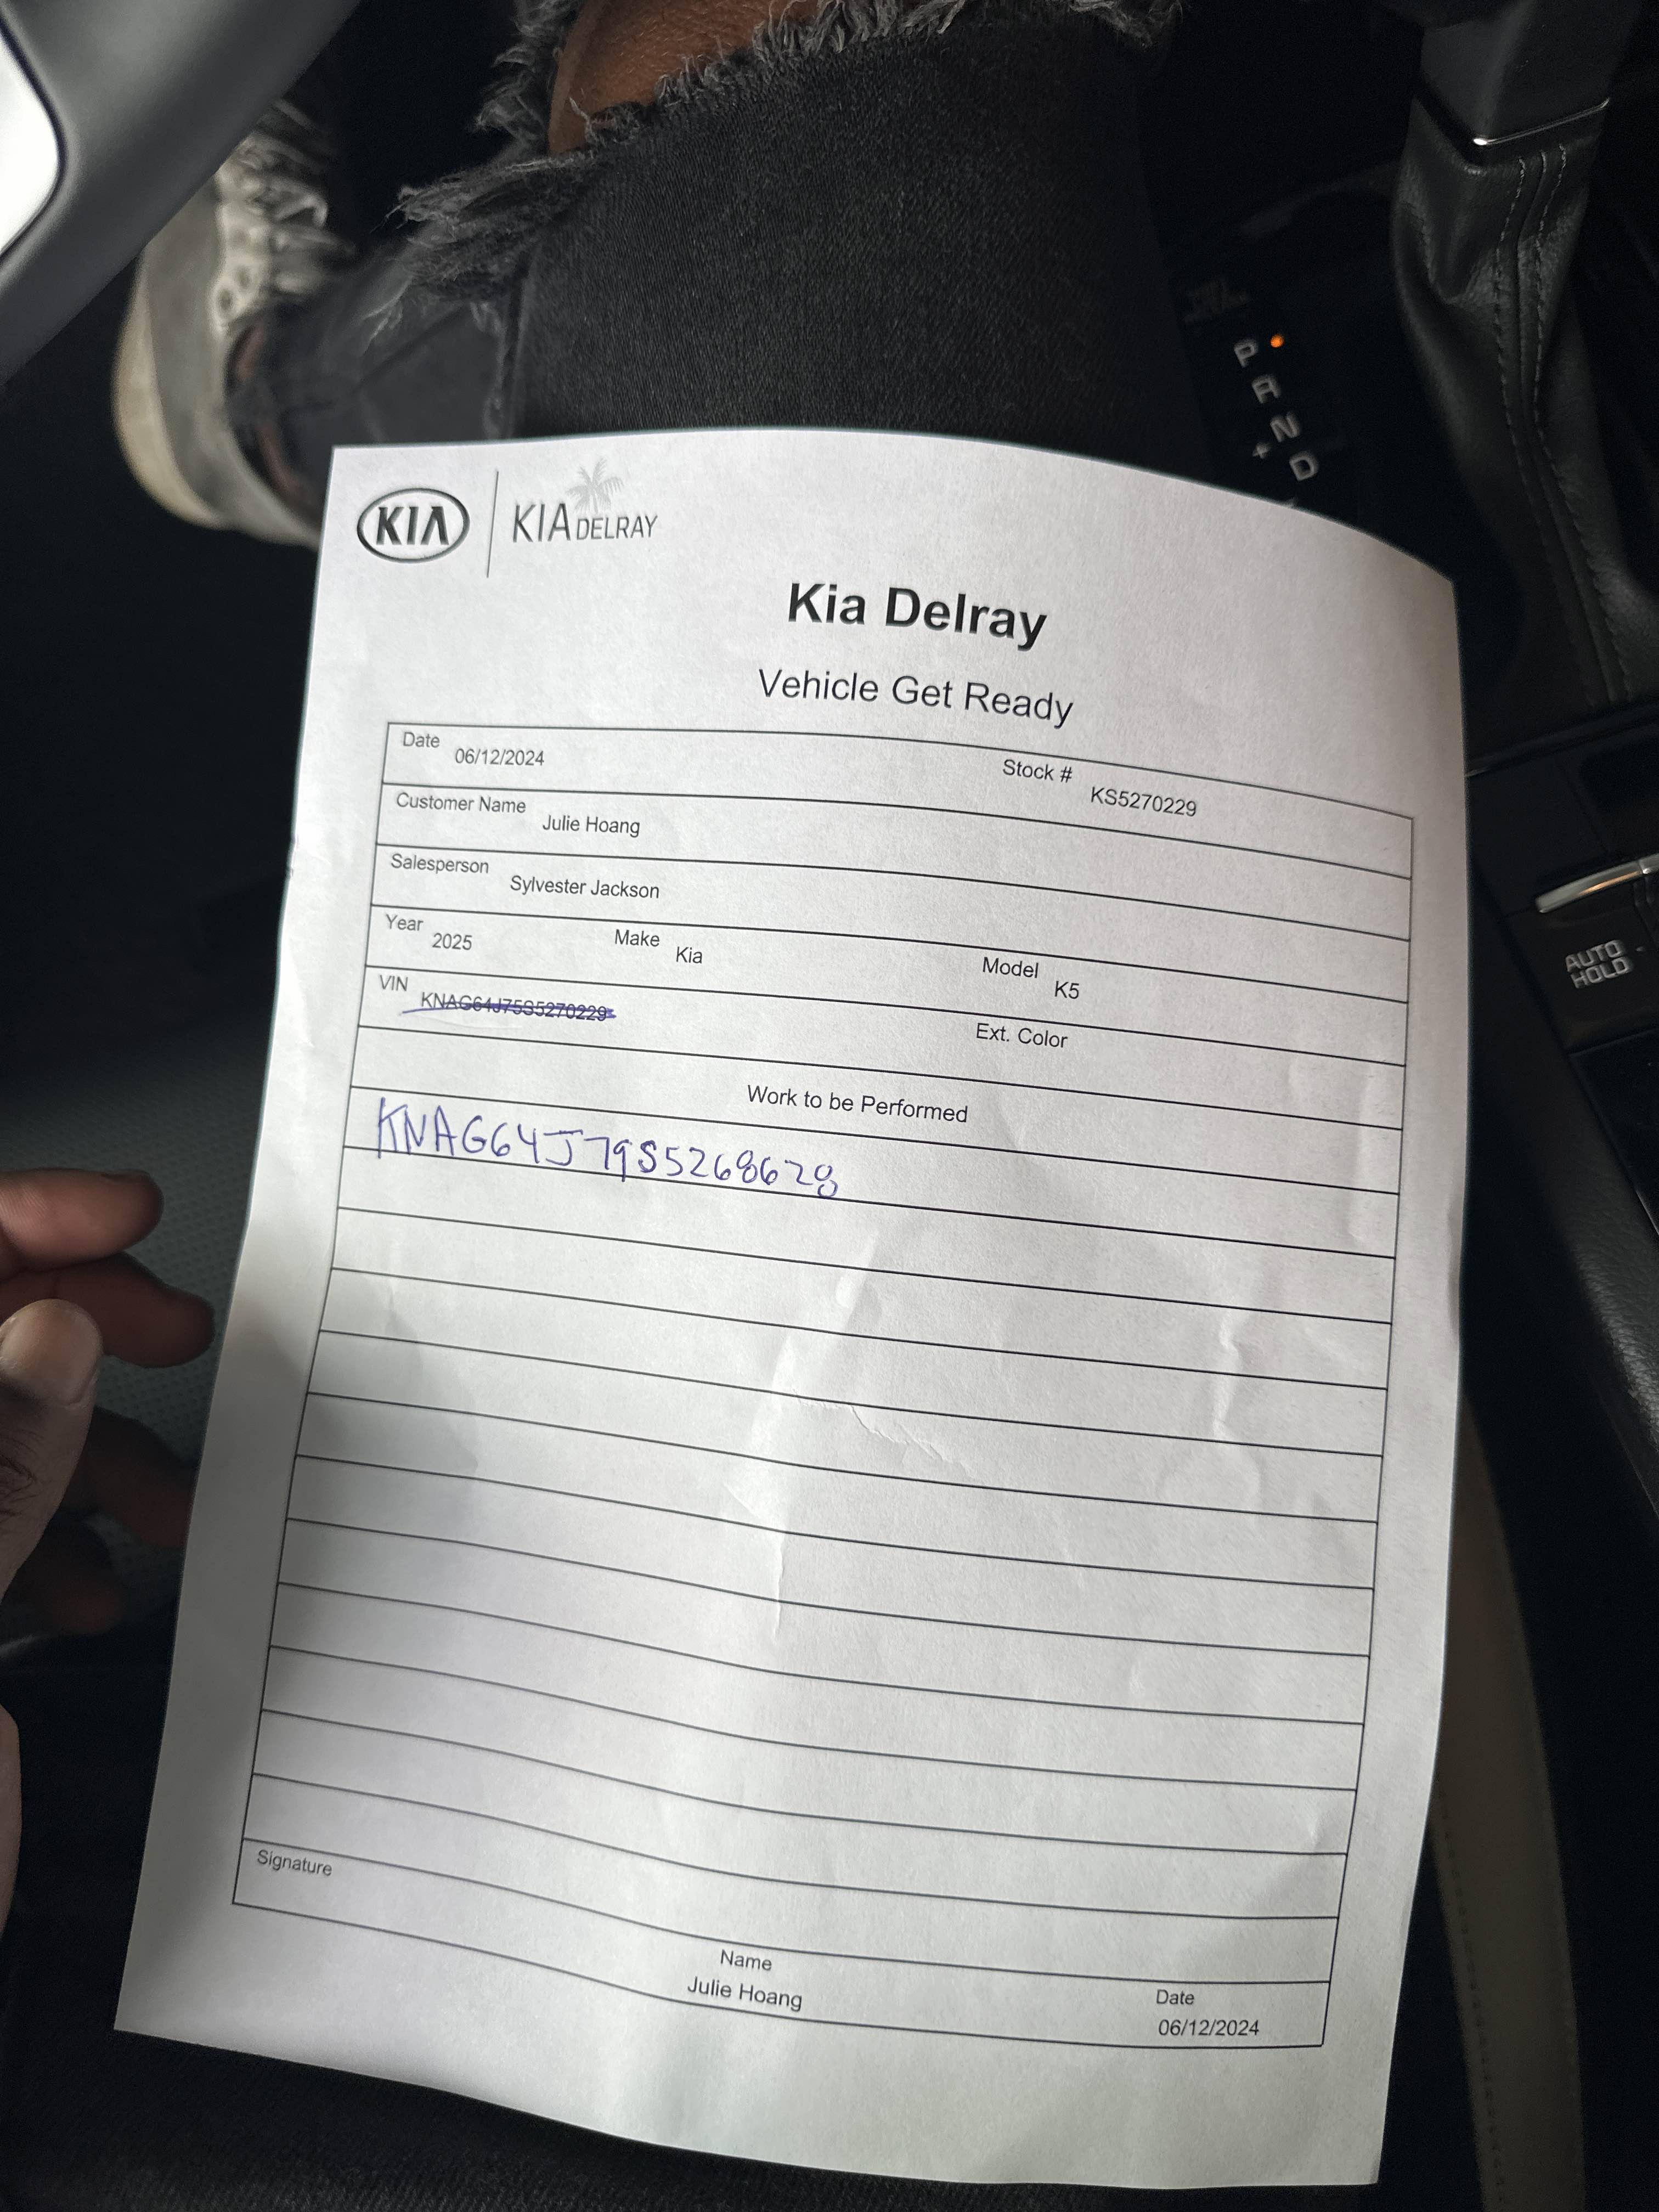 KIA
KIA DELRAY
Kia Delray
Vehicle Get Ready
Date 06/12/2024 Stock # KS5270229
Customer Name Julie Hoang
Salesperson Sylvester Jackson
Year 2025 Make Kia Model K5
VIN KNAG64J75S5270229 Ext. Color
Work to be Performed
KNAG64J79S5268628
Signature
Name
Julie Hoang
Date
06/12/2024
P
R
N
+ D
AUTO
HOLD